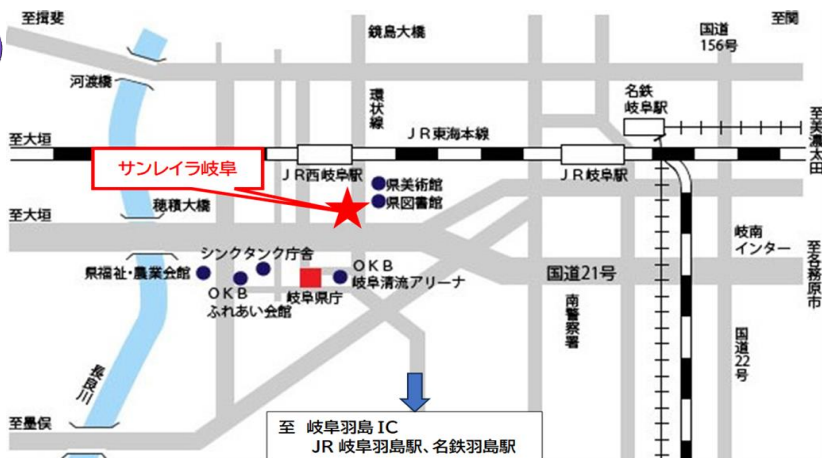 至揖斐
鏡島大橋
国道
156号
至関
河渡橋
環状線
名鉄
岐阜駅
至大垣
JR東海本線
至美濃太田
サンレイラ岐阜
JR西岐阜駅
JR岐阜駅
県美術館
県図書館
穂積大橋
至大垣
岐南
インター
シンクタンク庁舎
県福祉・農業会館
OKB
ふれあい会館
岐阜県庁
OKB
岐阜清流アリーナ
国道21号
至各務原市
南警察署
国道22号
長良川
至墨俣
至 岐阜羽島IC
JR岐阜羽島駅、名鉄羽島駅